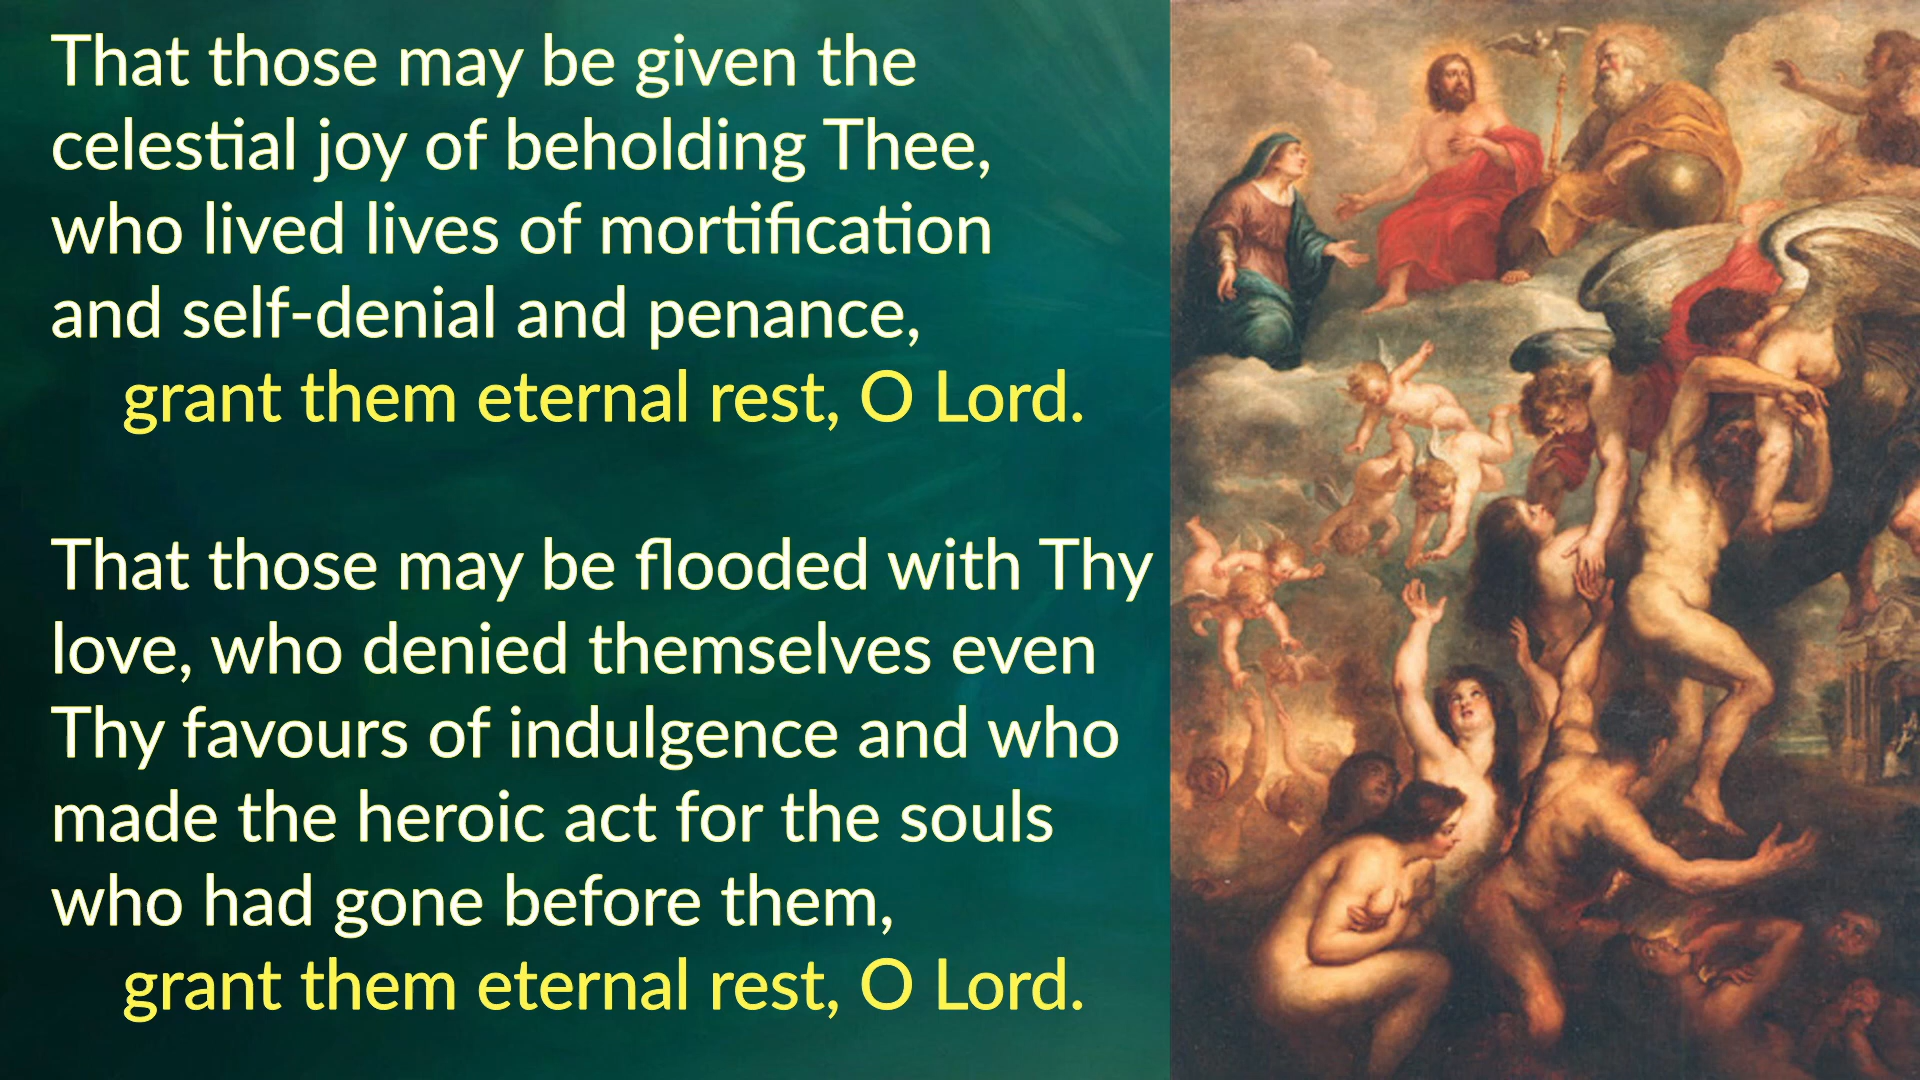 That those may be given the
celestial joy of beholding Thee,
who lived lives of mortification
and self-denial and penance,
grant them eternal rest, O Lord.
That those may be flooded with Thy
love, who denied themselves even
Thy favours of indulgence and who
made the heroic act for the souls
who had gone before them,
grant them eternal rest, O Lord.